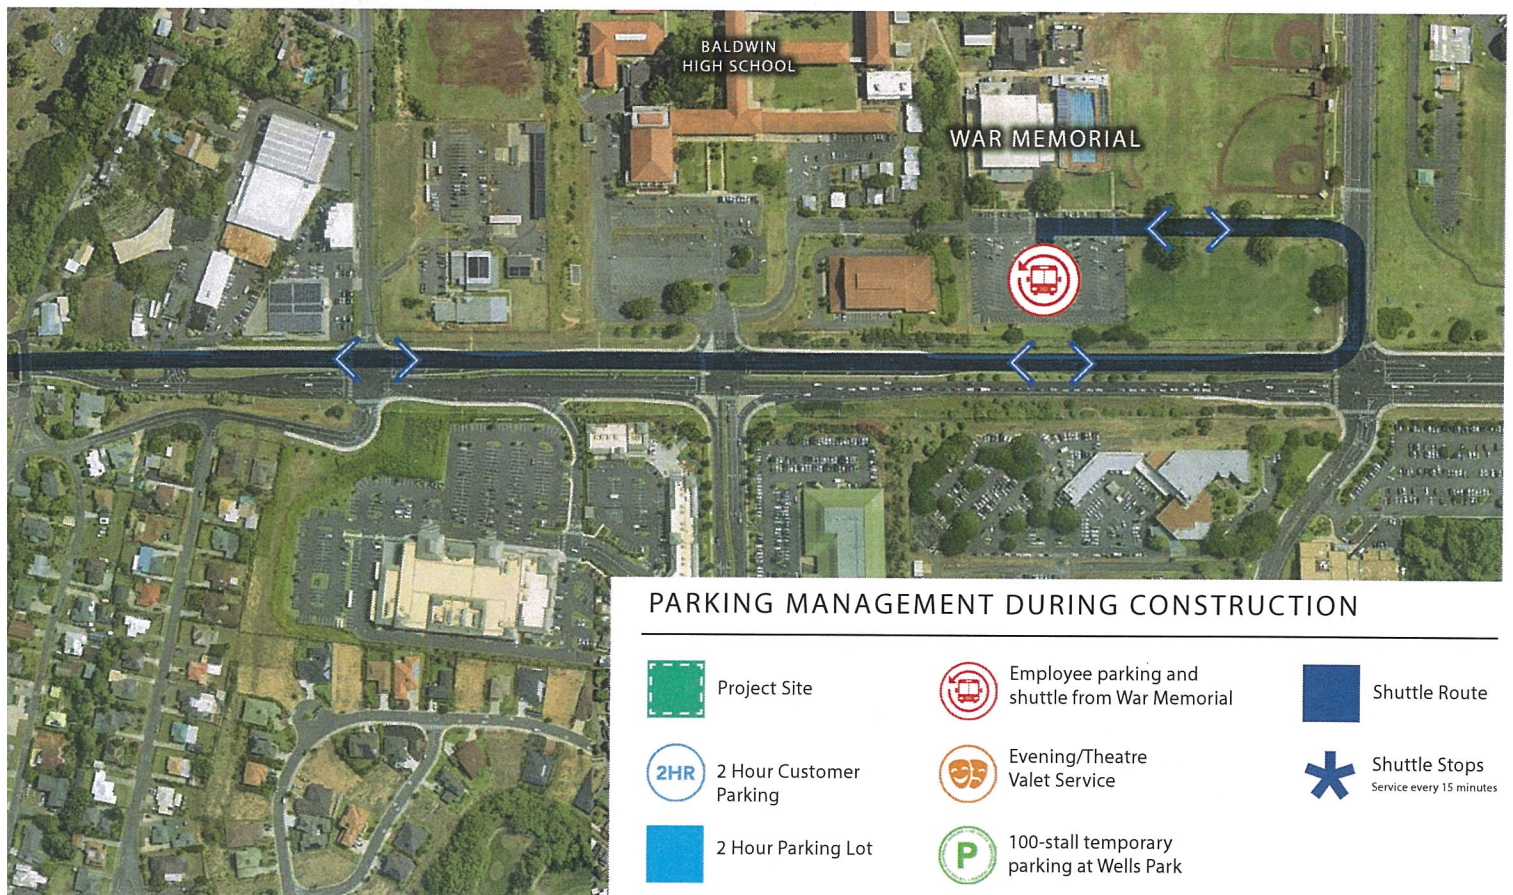 BALDWIN
HIGH SCHOOL
WAR MEMORIAL
PARKING MANAGEMENT DURING CONSTRUCTION
Project Site
2HR
2 Hour Customer
Parking
2 Hour Parking Lot
Employee parking and
shuttle from War Memorial
Evening/Theatre
Valet Service
P
100-stall temporary
parking at Wells Park
Shuttle Route
Shuttle Stops
Service every 15 minutes